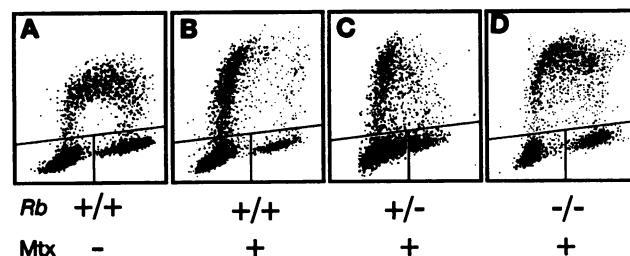 A B C D
Rb +/+ +/+ +/- -/-
Mtx - + + +